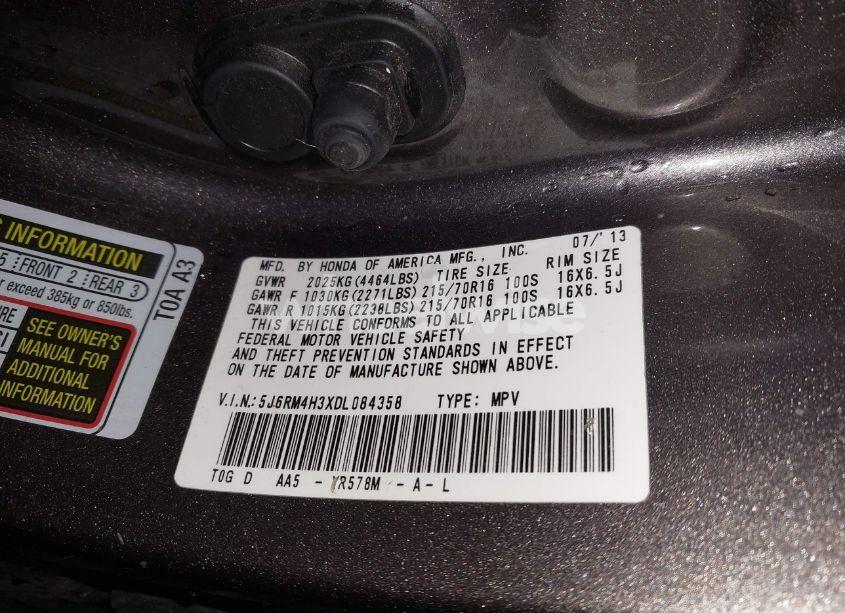 INFORMATION
5 FRONT 2 REAR 3
exceed 385kg or 850lbs.
SEE OWNER'S
MANUAL FOR
ADDITIONAL
INFORMATION
T0A A3
MFD. BY HONDA OF AMERICA MFG., INC. 07/'13
GVWR 2025KG(4464LBS) TIRE SIZE RIM SIZE
GAWR F 1030KG(2271LBS) 215/70R16 100S 16X6.5J
GAWR R 1015KG(2238LBS) 215/70R16 100S 16X6.5J
THIS VEHICLE CONFORMS TO ALL APPLICABLE
FEDERAL MOTOR VEHICLE SAFETY
AND THEFT PREVENTION STANDARDS IN EFFECT
ON THE DATE OF MANUFACTURE SHOWN ABOVE.
V.I.N.:5J6RM4H3XDL084358 TYPE: MPV
T0G D AA5 - YR578M - A - L